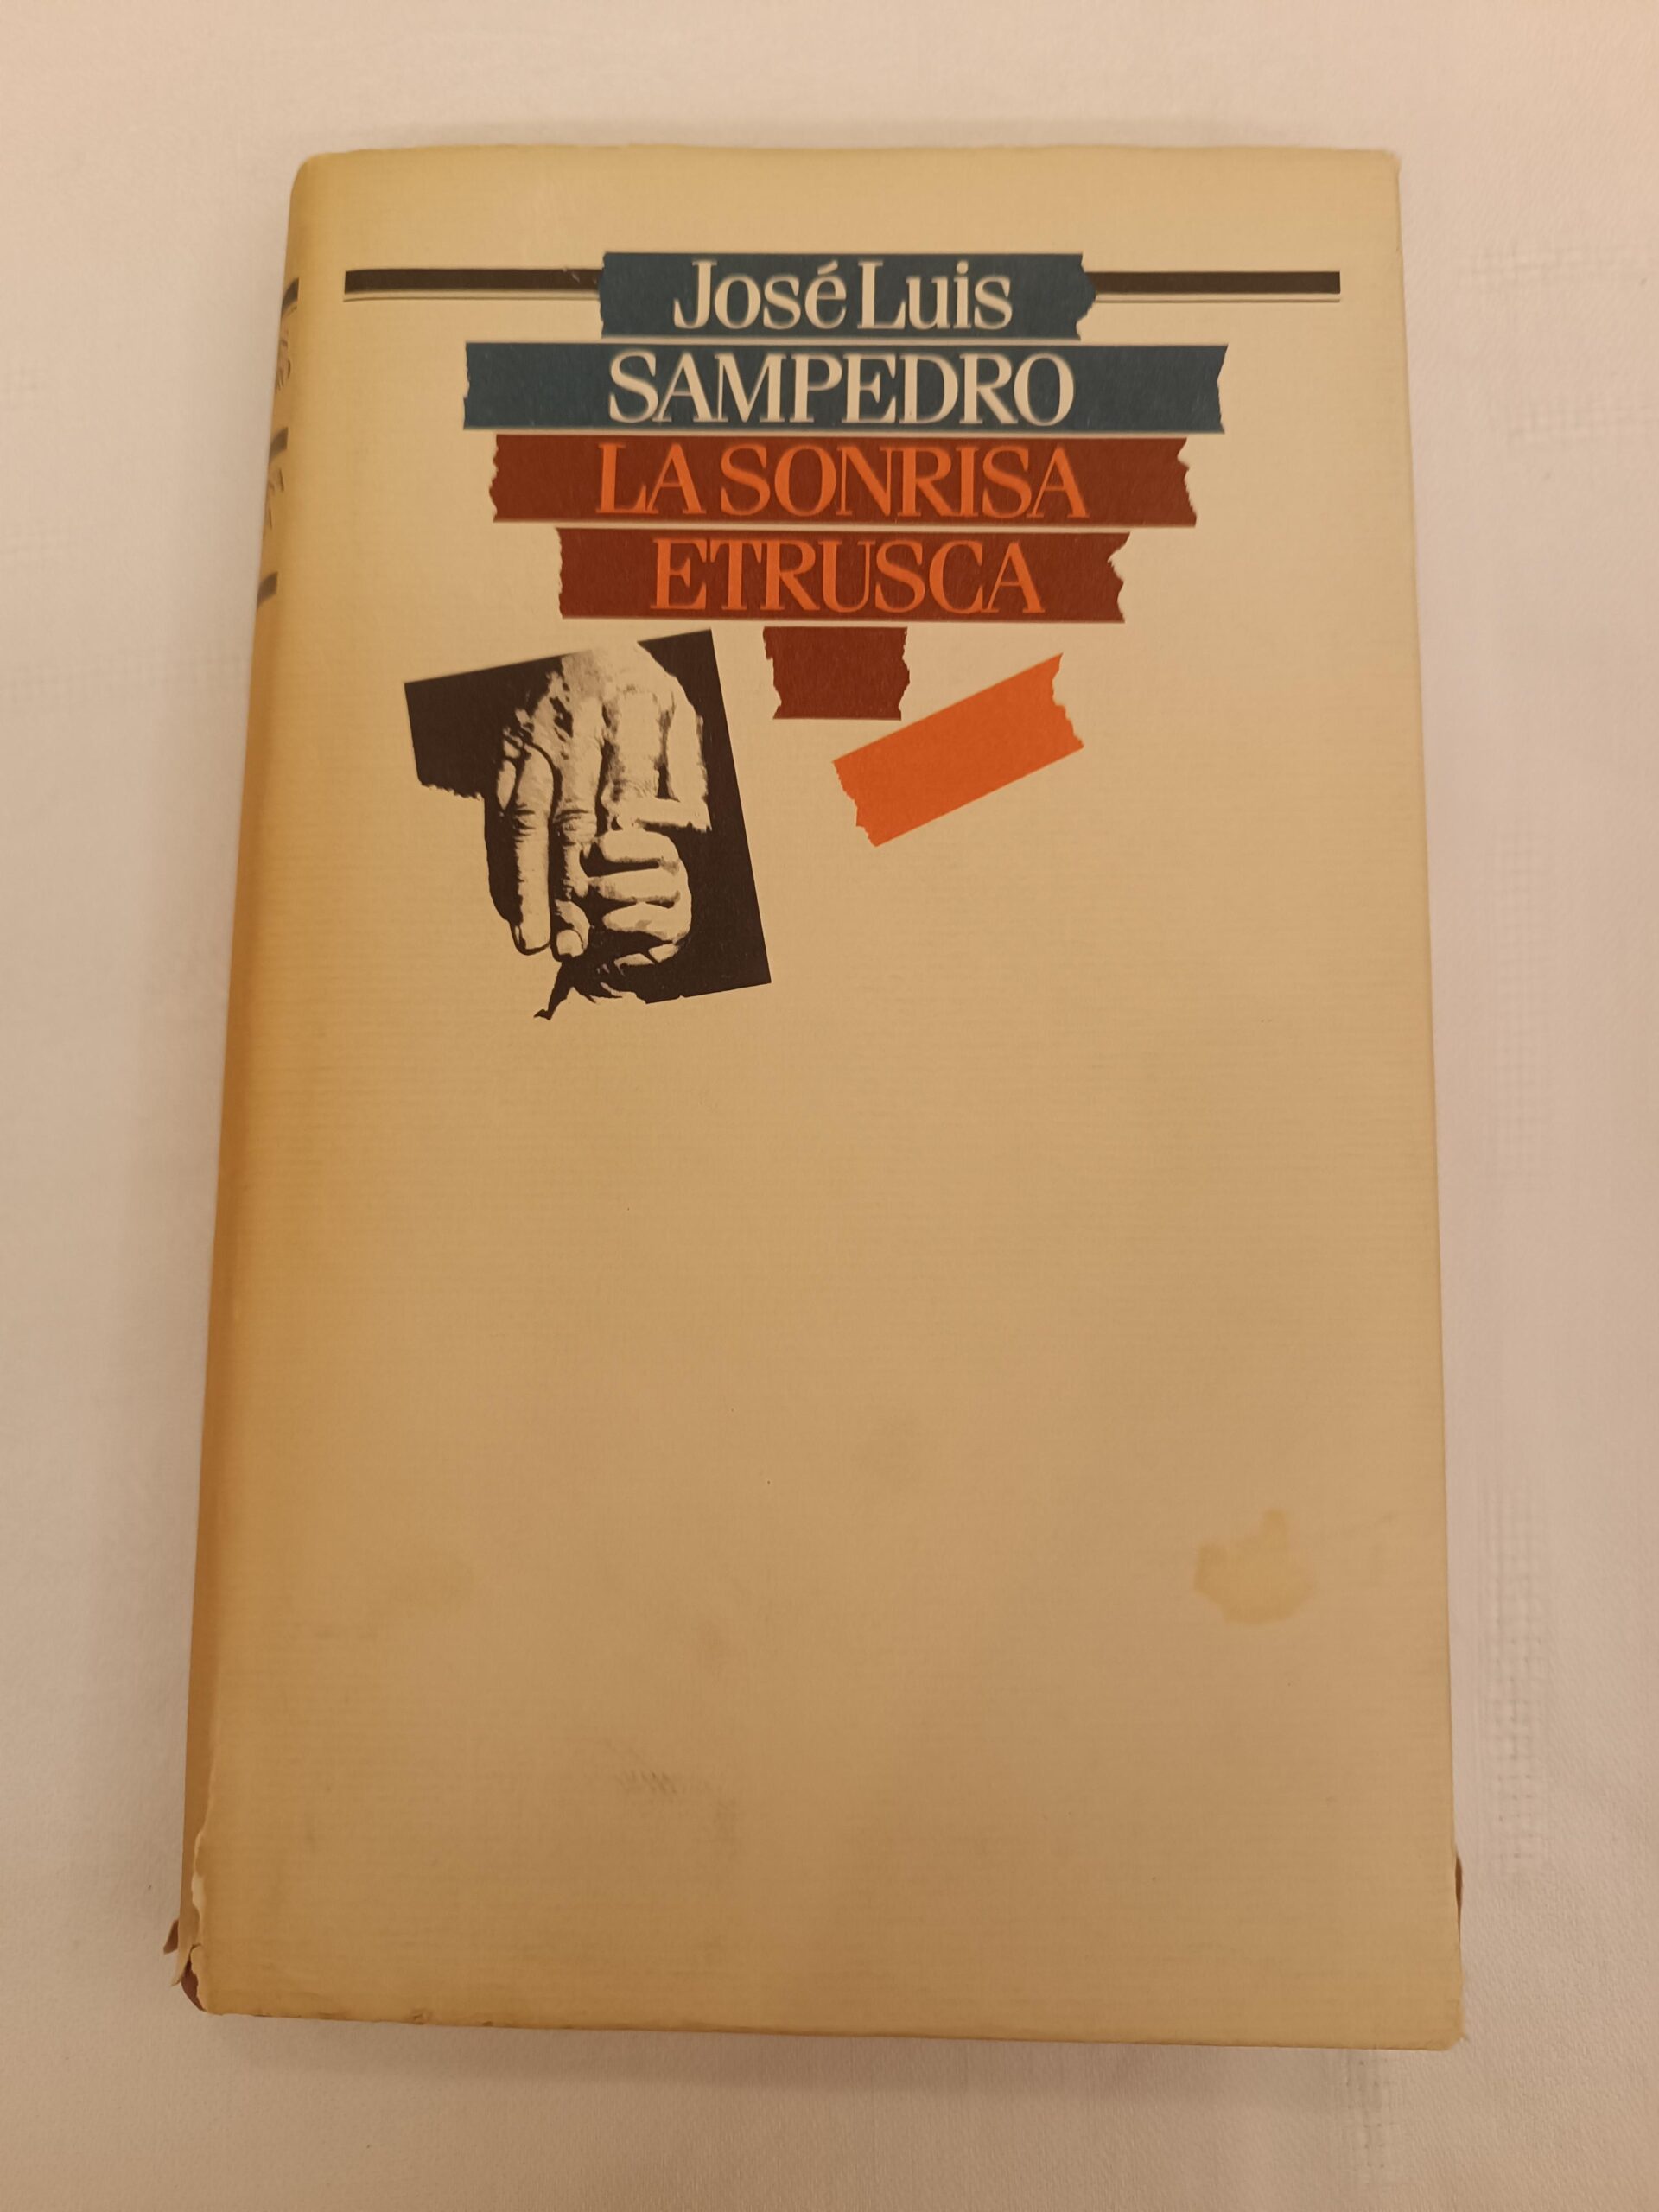 José Luis
SAMPEDRO
LA SONRISA
ETRUSCA